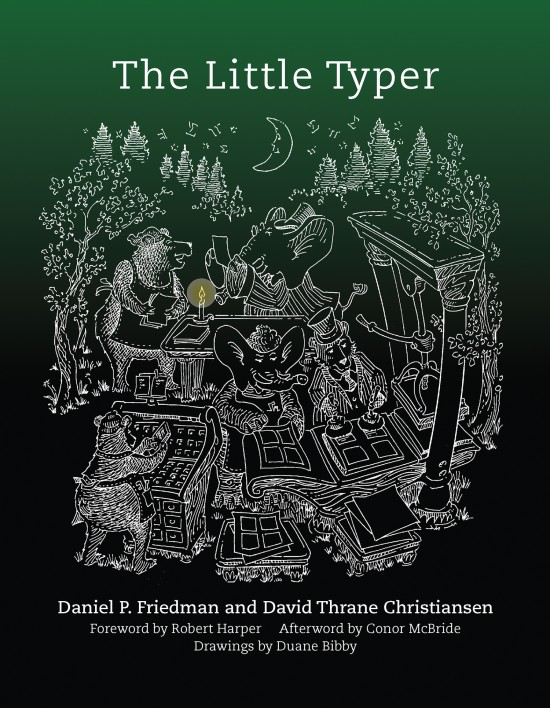 The Little Typer
Daniel P. Friedman and David Thrane Christiansen
Foreword by Robert Harper Afterword by Conor McBride
Drawings by Duane Bibby